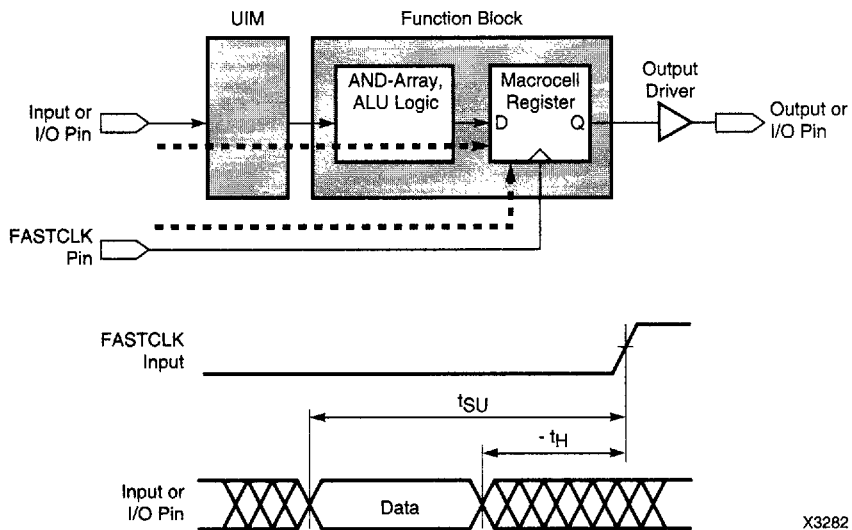 UIM
Function Block
AND-Array,
ALU Logic
Macrocell
Register
Output
Driver
Input or
I/O Pin
D
Q
Output or
I/O Pin
FASTCLK
Pin
FASTCLK
Input
tSU
- tH
Input or
I/O Pin
Data
X3282